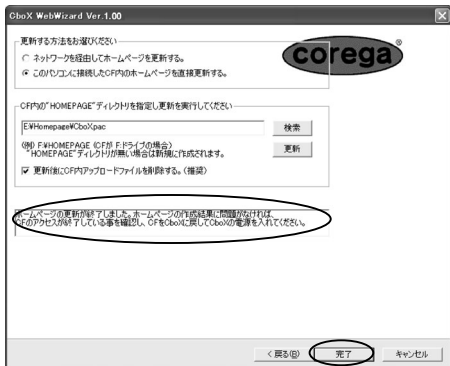 CboX WebWizard Ver.1.00
更新する方法をお選びください
ネットワークを経由してホームページを更新する。
このパソコンに接続したCF内のホームページを直接更新する。
corega®
CF内の"HOMEPAGE"ディレクトリを指定し更新を実行してください
E:¥Homepage¥CboX.pac
検索
(例) F:¥HOMEPAGE (CFが F:ドライブの場合)
"HOMEPAGE"ディレクトリが無い場合は新規に作成されます。
更新
更新後にCF内アップロードファイルを削除する。(推奨)
ホームページの更新が終了しました。ホームページの作成結果に問題がなければ、
CFのアクセスが終了している事を確認し、CFをCboXに戻してCboXの電源を入れてください。
< 戻る(B)
完了
キャンセル